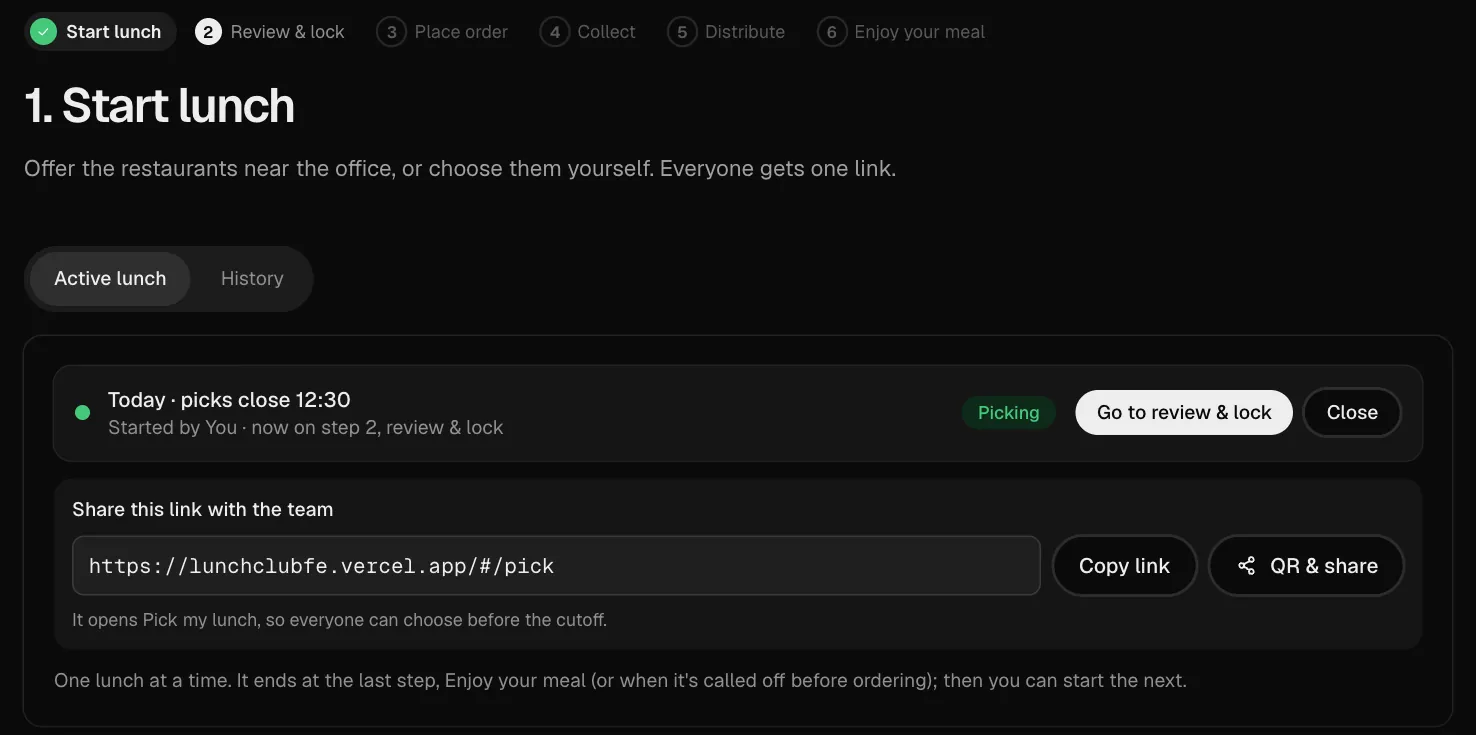 Start lunch 2 Review & lock 3 Place order 4 Collect 5 Distribute 6 Enjoy your meal
1. Start lunch
Offer the restaurants near the office, or choose them yourself. Everyone gets one link.
Active lunch History
Today · picks close 12:30
Started by You · now on step 2, review & lock
Picking Go to review & lock Close
Share this link with the team
https://lunchclubfe.vercel.app/#/pick Copy link QR & share
It opens Pick my lunch, so everyone can choose before the cutoff.
One lunch at a time. It ends at the last step, Enjoy your meal (or when it's called off before ordering); then you can start the next.